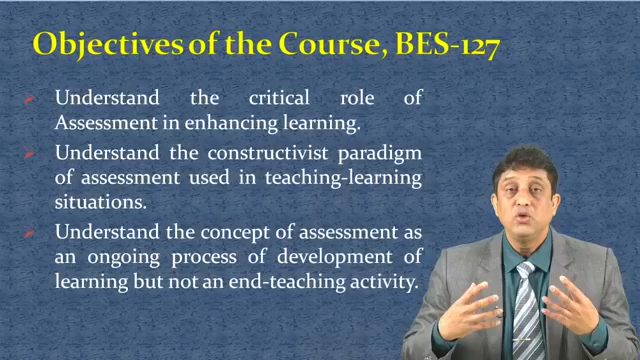 Objectives of the Course, BES-127
Understand the critical role of
Assessment in enhancing learning.
Understand the constructivist paradigm
of assessment used in teaching-learning
situations.
Understand the concept of assessment as
an ongoing process of development of
learning but not an end-teaching activity.